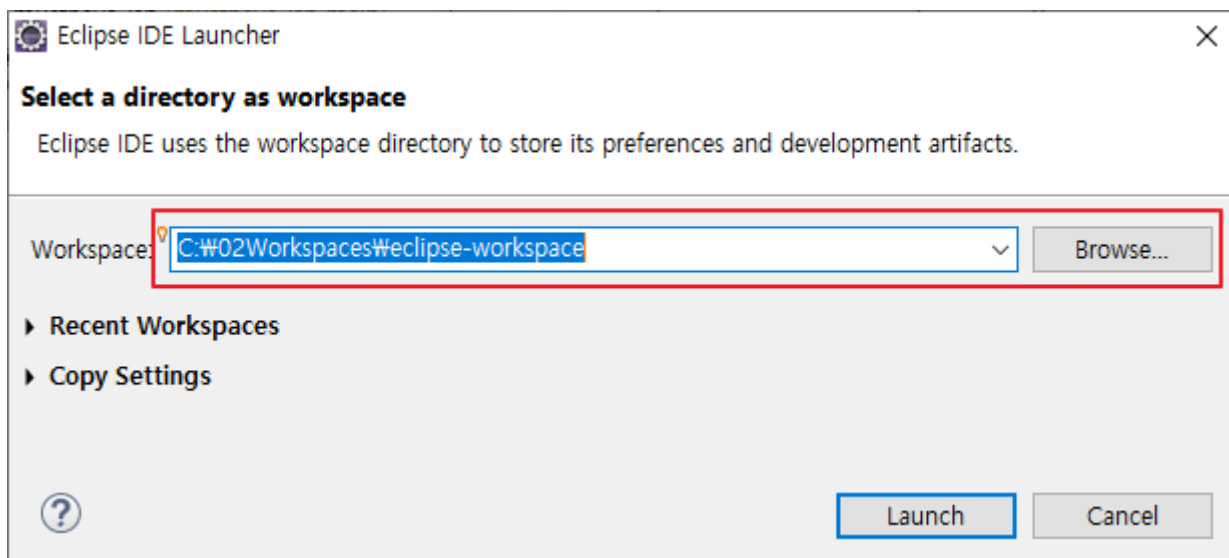 Eclipse IDE Launcher
Select a directory as workspace
Eclipse IDE uses the workspace directory to store its preferences and development artifacts.
Workspace: C:₩02Workspaces₩eclipse-workspace Browse...
Recent Workspaces
Copy Settings
? Launch Cancel